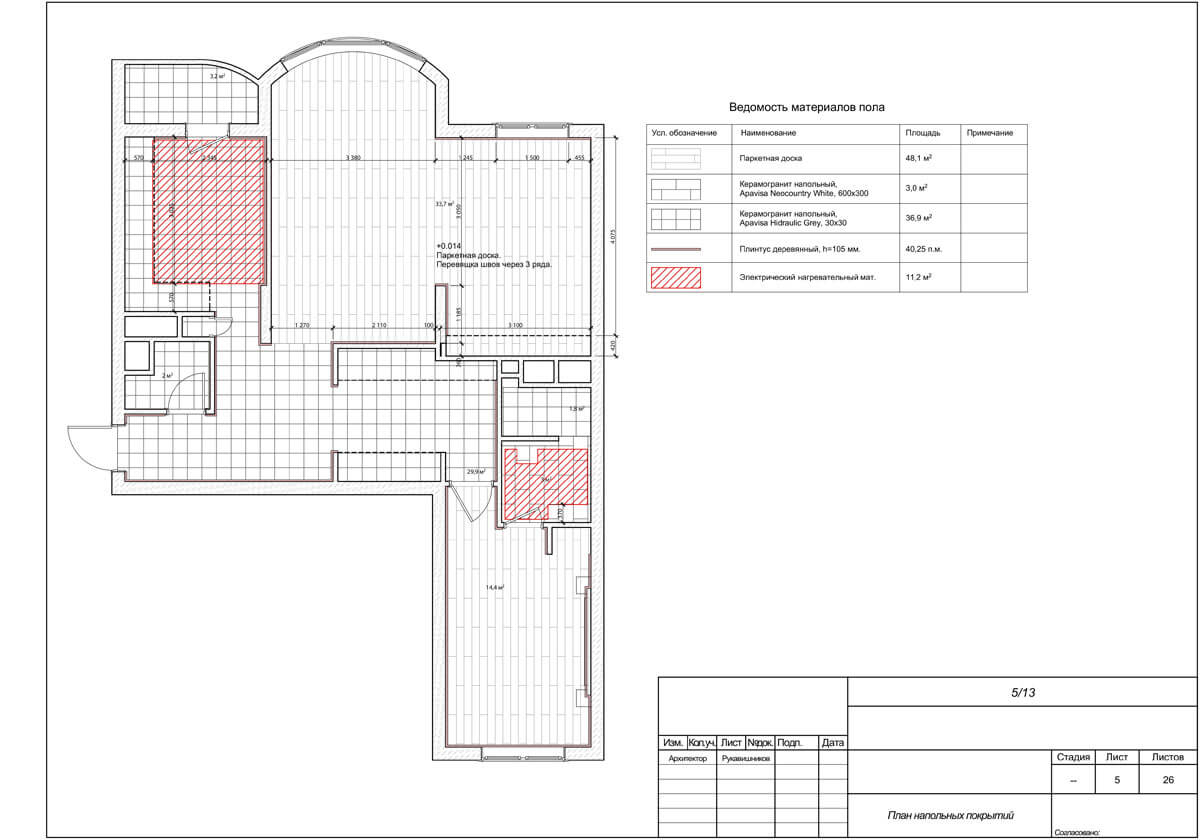 3,2 м²
570
2 345
3 380
1 245
1 500
455
3 035
33,7 м²
3 050
4 075
+0.014
Паркетная доска.
Перевязка швов через 3 ряда.
570
1 185
1 270
2 110
100
3 100
420
360
2 м²
1,8 м²
29,9 м²
3 м²
370
14,4 м²
Ведомость материалов пола
Усл. обозначение Наименование Площадь Примечание
Паркетная доска 48,1 м²
Керамогранит напольный,
Apavisa Neocountry White, 600x300 3,0 м²
Керамогранит напольный,
Apavisa Hidraulic Grey, 30x30 36,9 м²
Плинтус деревянный, h=105 мм. 40,25 п.м.
Электрический нагревательный мат. 11,2 м²
5/13
Изм. Кол.уч. Лист №док. Подп. Дата
Архитектор Рукавишников
Стадия Лист Листов
-- 5 26
План напольных покрытий
Согласовано: